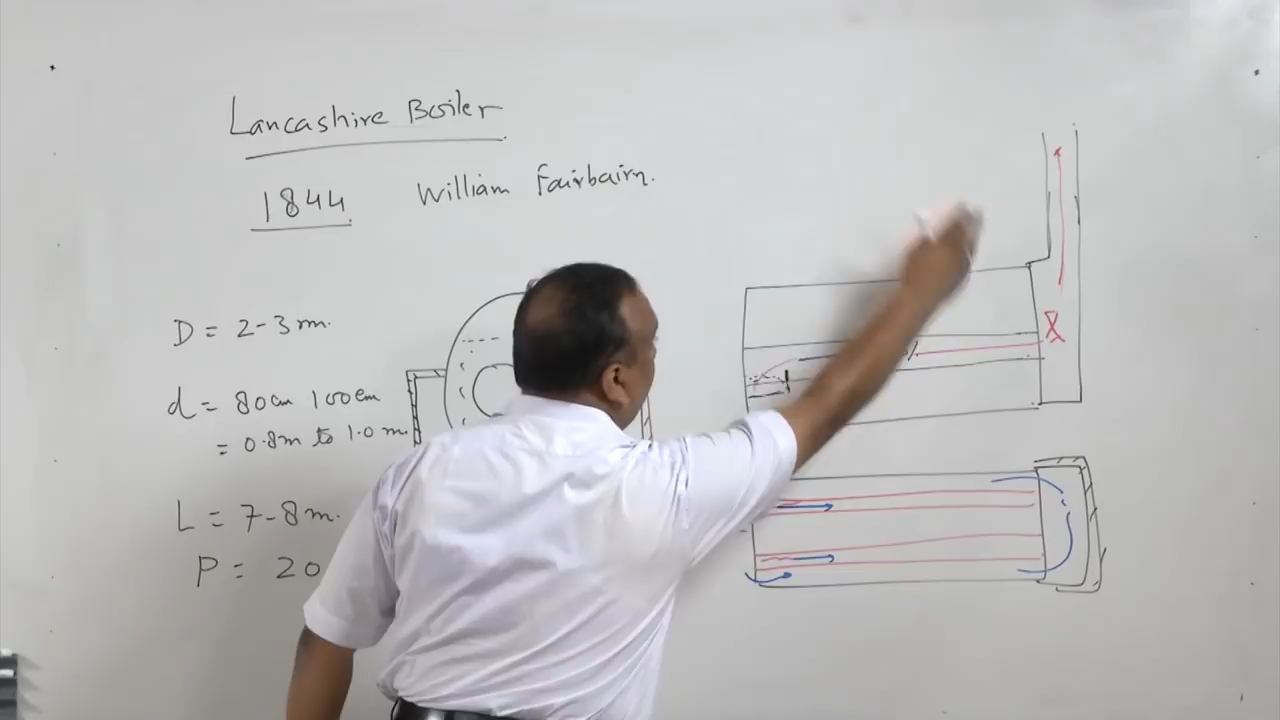 Lancashire Boiler
1844 William Fairbairn.
D = 2-3 m.
d = 80cm 100cm
= 0.8m to 1.0 m.
L = 7-8 m.
P = 20